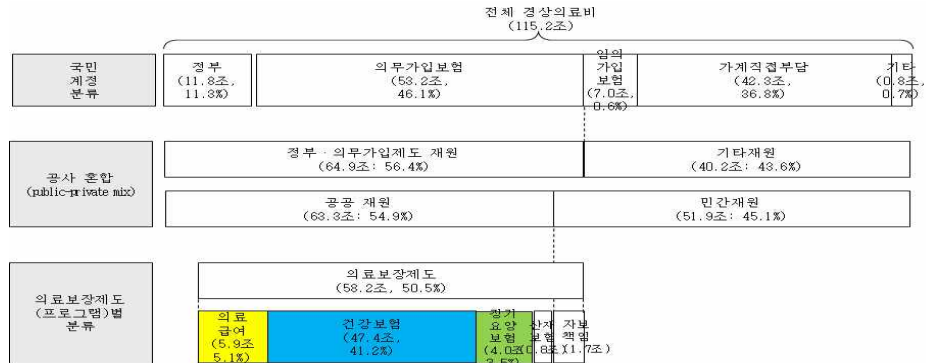 전체 경상의료비
(115.2조)
국민
계정
분류
정부
(11.8조,
11.3%)
의무가입보험
(53.2조,
46.1%)
임의
가입
보험
(7.0조,
0.6%)
가계직접부담
(42.3조,
36.8%)
기타
(0.8조,
0.7%)
공사 혼합
(public-private mix)
정부·의무가입제도 재원
(64.9조: 56.4%)
기타재원
(40.2조: 43.6%)
공공 재원
(63.3조: 54.9%)
민간재원
(51.9조: 45.1%)
의료보장제도
(프로그램)별
분류
의료보장제도
(58.2조, 50.5%)
의료
급여
(5.9조
5.1%)
건강보험
(47.4조,
41.2%)
장기
요양
보험
(4.0조
3.5%)
산재
보험
(0.8조)
자보
책임
(1.7조)